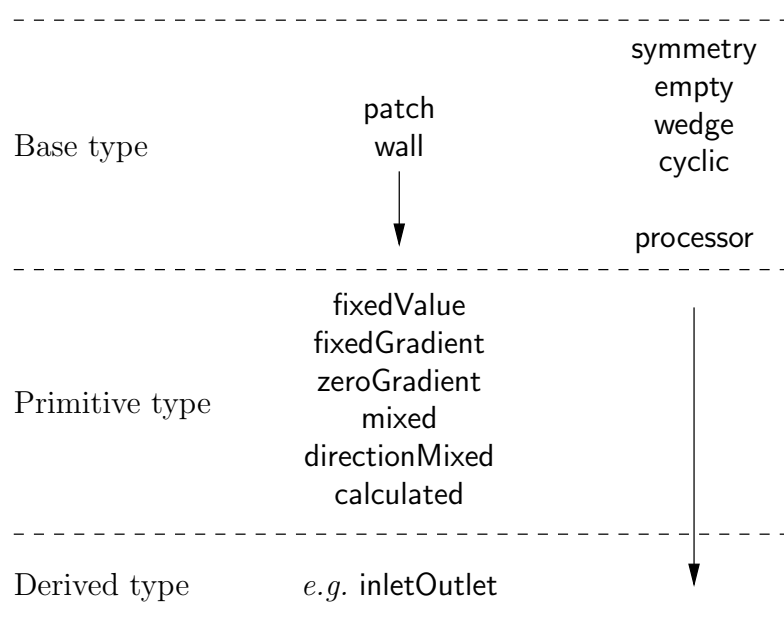 symmetry
empty
patch
wedge
Base type
wall
cyclic
processor
fixedValue
fixedGradient
zeroGradient
Primitive type
mixed
directionMixed
calculated
Derived type
e.g. inletOutlet